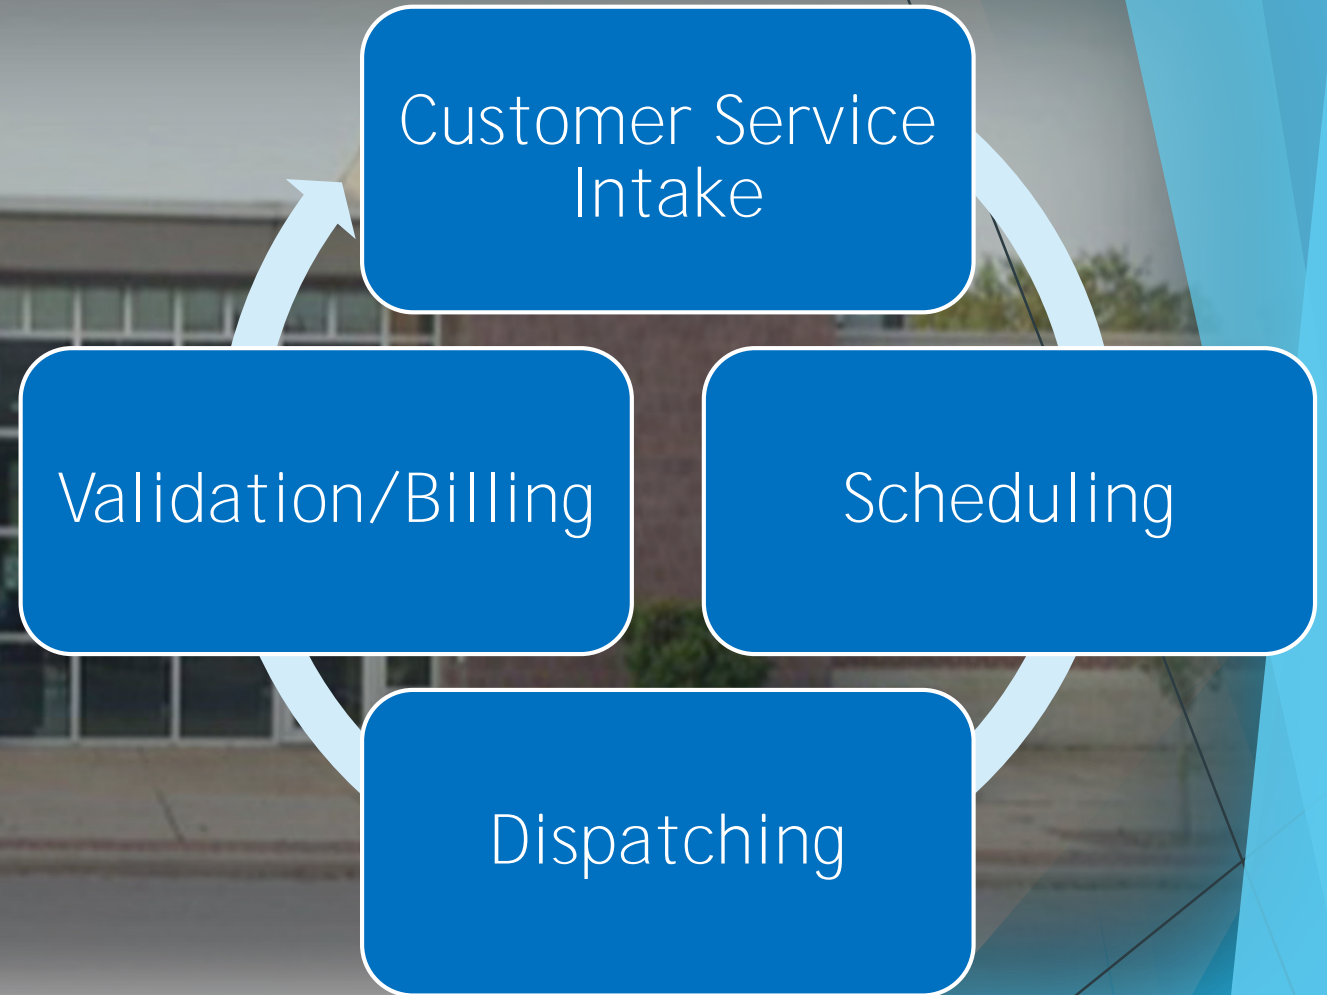 Customer Service
Intake
Scheduling
Dispatching
Validation/Billing